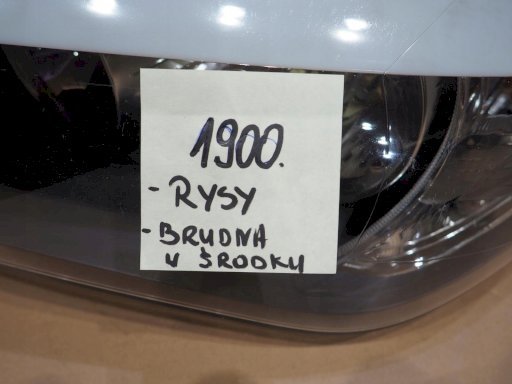 1900.
- RYSY
- BRUDNA
W ŚRODKU